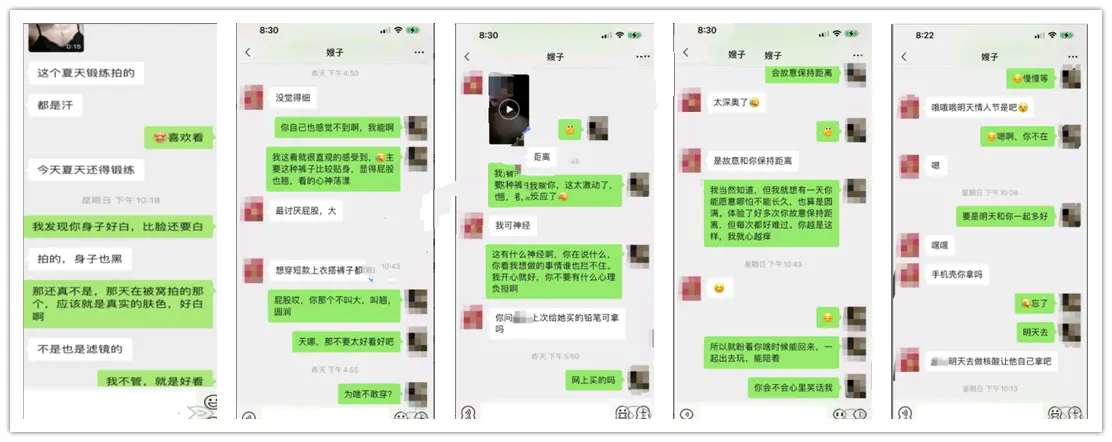 0:15
这个夏天锻练拍的
都是汗
喜欢看
今天夏天还得锻练
星期日 下午 10:18
我发现你身子好白，比脸还要白
拍的，身子也黑
那还真不是，那天在被窝拍的那
个，应该就是真实的肤色，好白
啊
不是也是滤镜的
我不管，就是好看
8:30
嫂子
昨天 下午 4:50
没觉得细
你自己也感觉不到啊，我能啊
我这看就很直观的感受到，主
要这种裤子比较贴身，显得屁股
也翘，看的心神荡漾
最讨厌屁股，大
10:43
想穿短款上衣搭裤子都
屁股哎，你那个不叫大，叫翘，
圆润
天哪，那不要太好看好吧
昨天 下午 4:55
为啥不敢穿？
8:30
嫂子
距离
:45
要这种裤我做你，这太激动了，
反应了
我可神经
这有什么神经啊，你在说什么，
你看我想做的事情谁也拦不住。
我开心就好，你不要有什么心理
负担啊
你问上次给她买的铅笔可拿
吗
昨天 下午 5:60
网上买的吗
8:30
嫂子
嫂子
会故意保持距离
太深奥了
是故意和你保持距离
我当然知道，但我就想有一天你
能愿意哪怕不能长久，也算是圆
满，体验了好多次你故意保持距
离，但每次都好难过，你越是这
样，我就心越痒
星期日 下午 10:43
所以就盼着你啥时候能回来，一
起出去玩，能陪着
你会不会心里笑话我
8:22
嫂子
慢慢等
哦哦哦明天情人节是吧
嗯啊，你不在
嗯
星期日 下午 10:08
要是明天和你一起多好
嘿嘿
手机壳你拿吗
忘了
明天去
明天去做核酸让他自己拿吧
星期日 下午 10:13